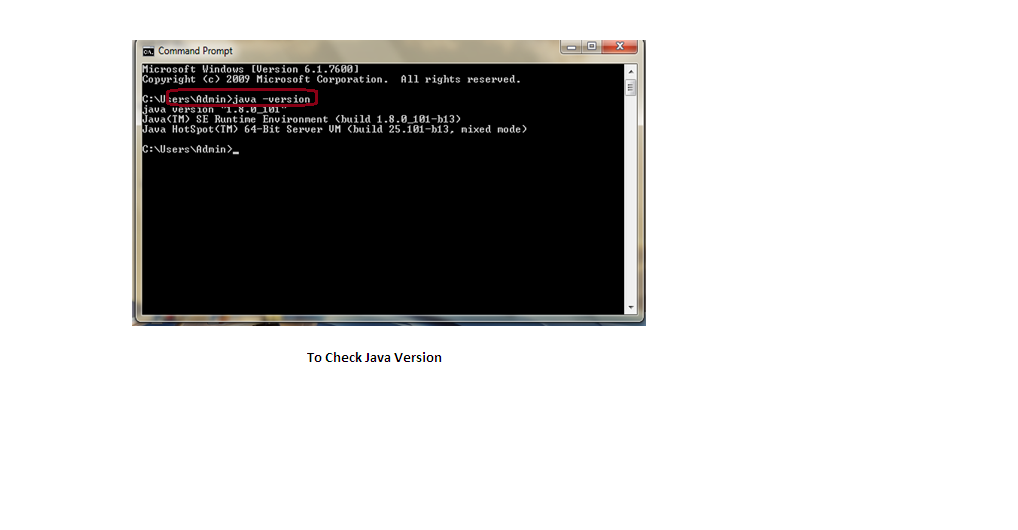 Command Prompt
Microsoft Windows [Version 6.1.7600]
Copyright (c) 2009 Microsoft Corporation.  All rights reserved.
C:\Users\Admin>java -version
java version "1.8.0_101"
Java(TM) SE Runtime Environment (build 1.8.0_101-b13)
Java HotSpot(TM) 64-Bit Server VM (build 25.101-b13, mixed mode)
C:\Users\Admin>_
To Check Java Version